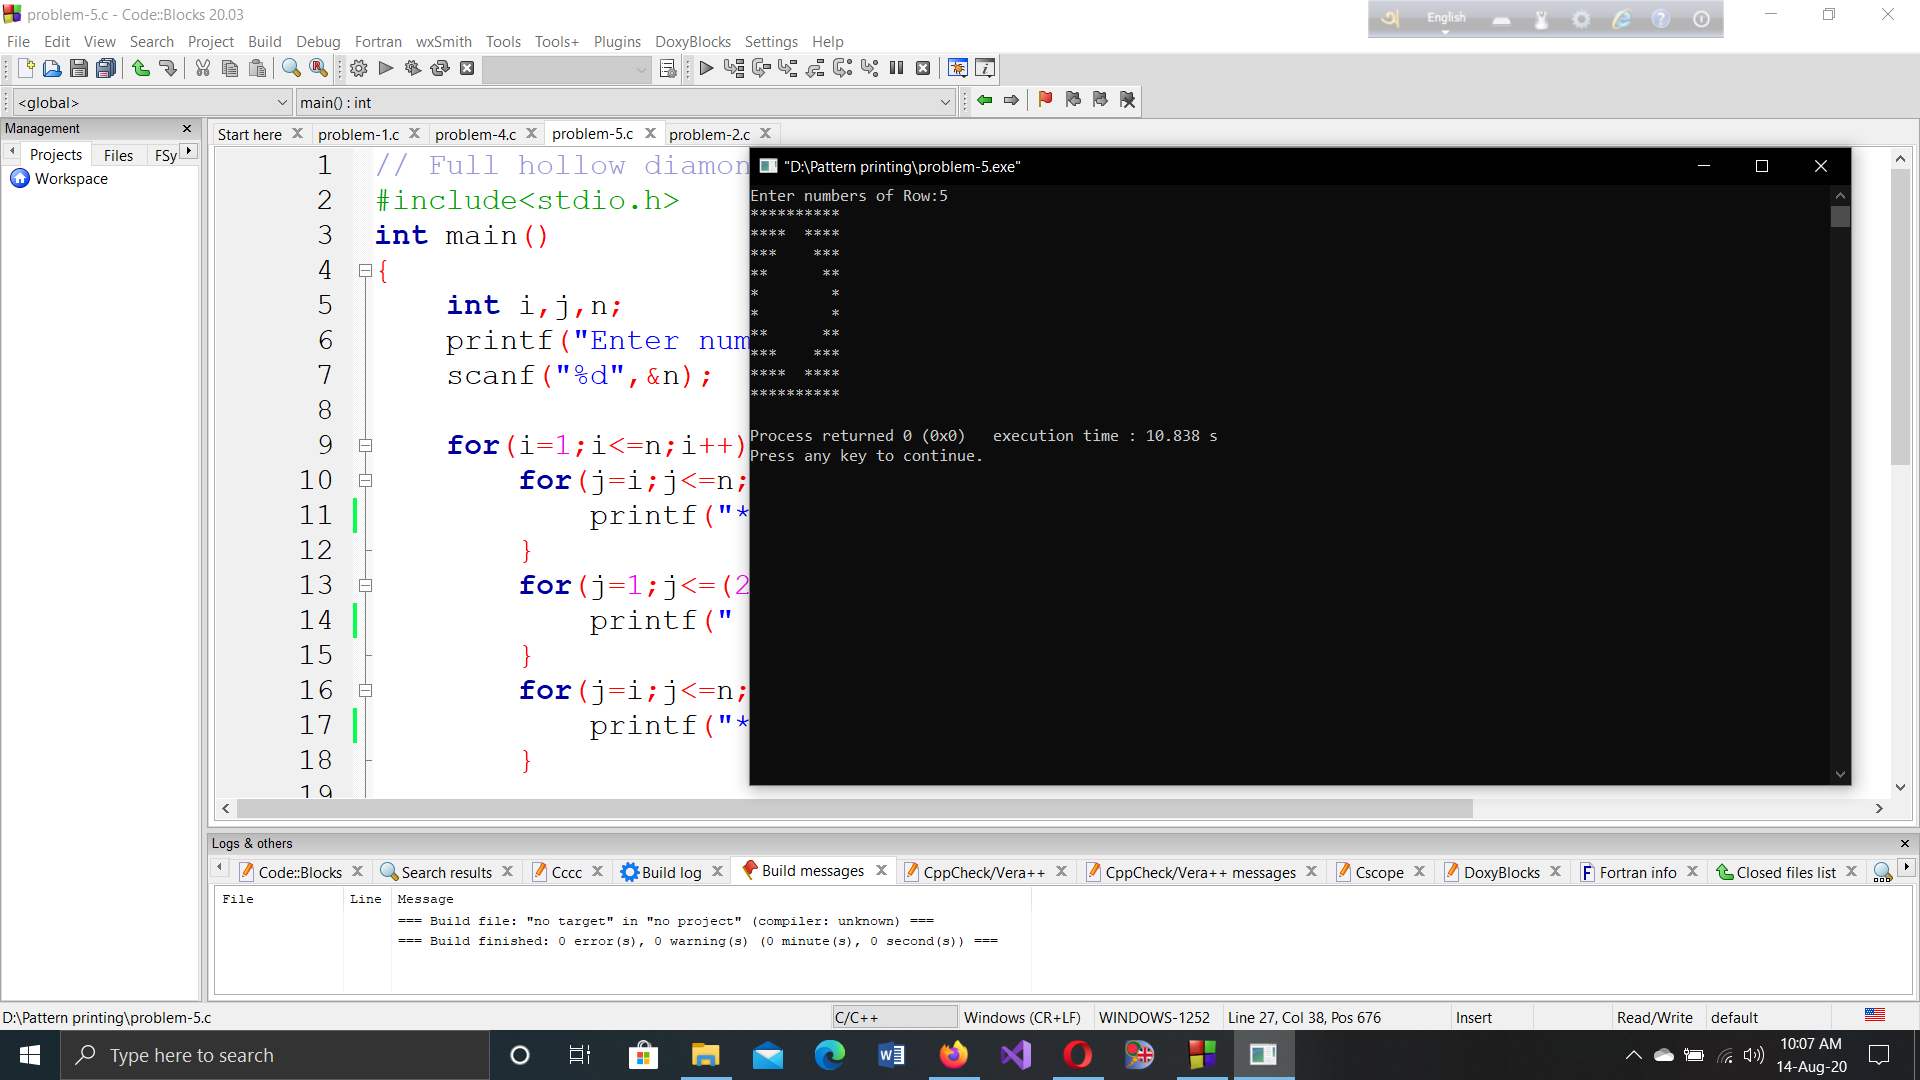 problem-5.c - Code::Blocks 20.03
English
File Edit View Search Project Build Debug Fortran wxSmith Tools Tools+ Plugins DoxyBlocks Settings Help
<global> main() : int
Management
Projects Files FSy
Workspace
Start here problem-1.c problem-4.c problem-5.c problem-2.c
1 // Full hollow diamon
2 #include<stdio.h>
3 int main()
4 {
5 int i,j,n;
6 printf("Enter num
7 scanf("%d",&n);
8
9 for(i=1;i<=n;i++)
10 for(j=i;j<=n;
11 printf("*
12 }
13 for(j=1;j<=(2
14 printf("
15 }
16 for(j=i;j<=n;
17 printf("*
18 }
19
"D:\Pattern printing\problem-5.exe"
Enter numbers of Row:5
**********
****  ****
***    ***
**      **
*        *
*        *
**      **
***    ***
****  ****
**********
Process returned 0 (0x0)   execution time : 10.838 s
Press any key to continue.
Logs & others
Code::Blocks Search results Cccc Build log Build messages CppCheck/Vera++ CppCheck/Vera++ messages Cscope DoxyBlocks Fortran info Closed files list
File Line Message
=== Build file: "no target" in "no project" (compiler: unknown) ===
=== Build finished: 0 error(s), 0 warning(s) (0 minute(s), 0 second(s)) ===
D:\Pattern printing\problem-5.c C/C++ Windows (CR+LF) WINDOWS-1252 Line 27, Col 38, Pos 676 Insert Read/Write default
Type here to search
10:07 AM
14-Aug-20